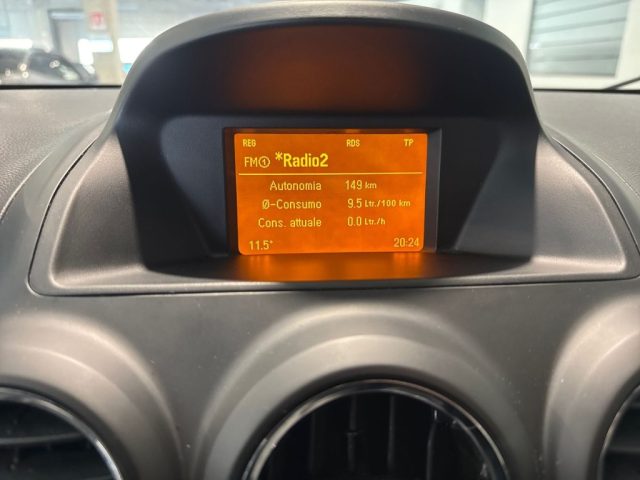 REG RDS TP
FM① *Radio2
Autonomia 149 km
Ø-Consumo 9.5 Ltr./100 km
Cons. attuale 0.0 Ltr./h
11.5° 20:24